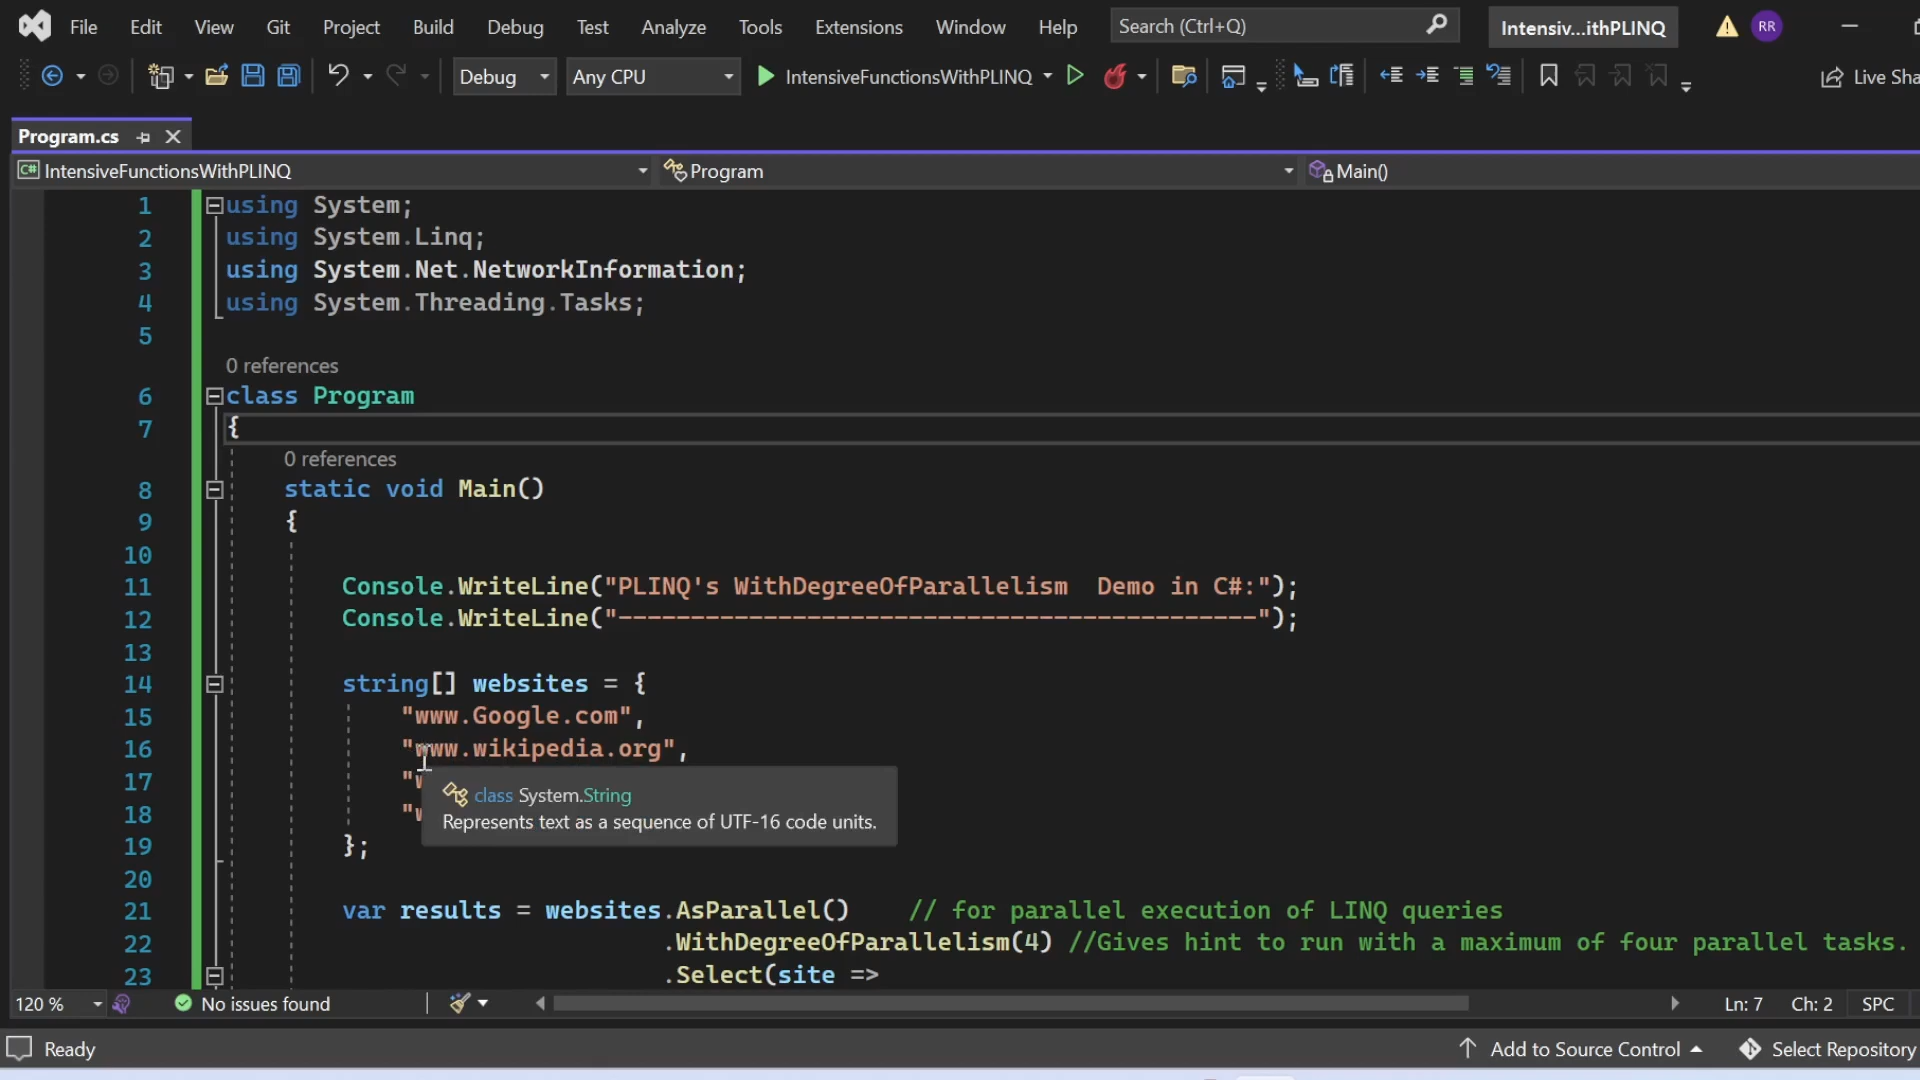 File Edit View Git Project Build Debug Test Analyze Tools Extensions Window Help Search (Ctrl+Q) Intensiv...ithPLINQ RR
Debug Any CPU IntensiveFunctionsWithPLINQ Live Sha
Program.cs
C# IntensiveFunctionsWithPLINQ Program Main()
1 using System;
2 using System.Linq;
3 using System.Net.NetworkInformation;
4 using System.Threading.Tasks;
5
0 references
6 class Program
7 {
0 references
8 static void Main()
9 {
10
11 Console.WriteLine("PLINQ's WithDegreeOfParallelism  Demo in C#:");
12 Console.WriteLine("--------------------------------------------");
13
14 string[] websites = {
15 "www.Google.com",
16 "www.wikipedia.org",
17 "w
18 "w
class System.String
Represents text as a sequence of UTF-16 code units.
19 };
20
21 var results = websites.AsParallel()    // for parallel execution of LINQ queries
22 .WithDegreeOfParallelism(4) //Gives hint to run with a maximum of four parallel tasks.
23 .Select(site =>
120 % No issues found Ln: 7 Ch: 2 SPC
Ready Add to Source Control Select Repository